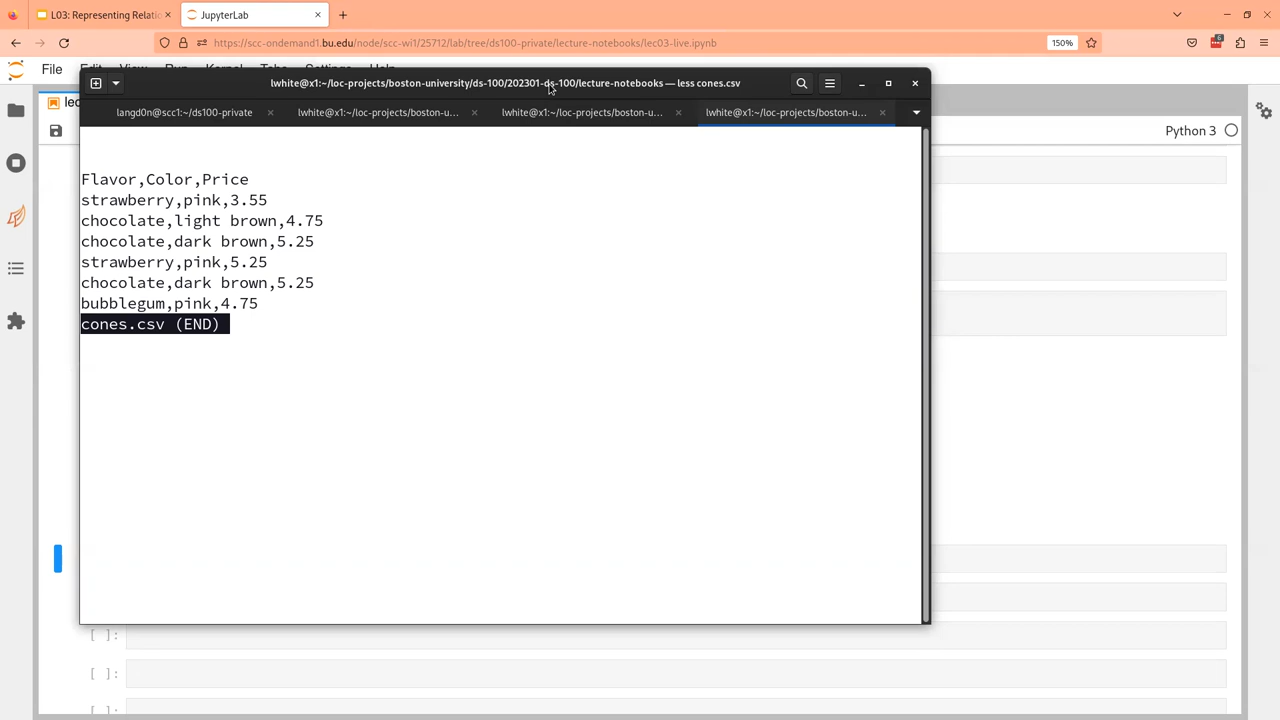 L03: Representing Relati
JupyterLab
https://scc-ondemand1.bu.edu/node/scc-wi1/25712/lab/tree/ds100-private/lecture-notebooks/lec03-live.ipynb
150%
6
File
lwhite@x1:~/loc-projects/boston-university/ds-100/202301-ds-100/lecture-notebooks — less cones.csv
langd0n@scc1:~/ds100-private
lwhite@x1:~/loc-projects/boston-u...
lwhite@x1:~/loc-projects/boston-u...
lwhite@x1:~/loc-projects/boston-u...
Python 3
Flavor,Color,Price
strawberry,pink,3.55
chocolate,light brown,4.75
chocolate,dark brown,5.25
strawberry,pink,5.25
chocolate,dark brown,5.25
bubblegum,pink,4.75
cones.csv (END)
[ ]:
[ ]:
[ ]: